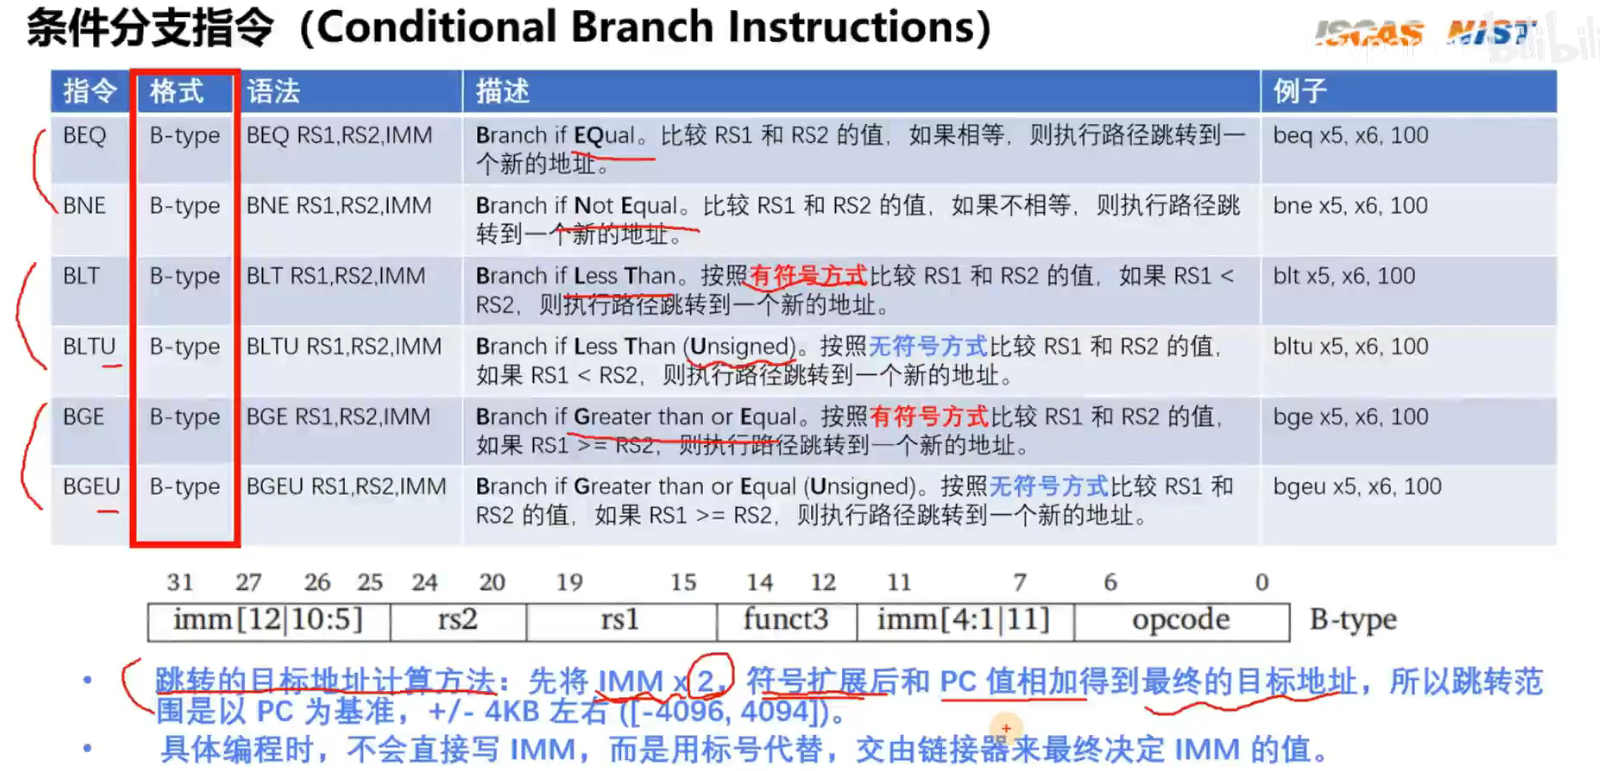 条件分支指令（Conditional Branch Instructions）
ISCAS NIST
bilibili
指令 格式 语法 描述 例子
BEQ B-type BEQ RS1,RS2,IMM Branch if EQual。比较 RS1 和 RS2 的值，如果相等，则执行路径跳转到一 beq x5, x6, 100
个新的地址。
BNE B-type BNE RS1,RS2,IMM Branch if Not Equal。比较 RS1 和 RS2 的值，如果不相等，则执行路径跳 bne x5, x6, 100
转到一个新的地址。
BLT B-type BLT RS1,RS2,IMM Branch if Less Than。按照有符号方式比较 RS1 和 RS2 的值，如果 RS1 < blt x5, x6, 100
RS2，则执行路径跳转到一个新的地址。
BLTU B-type BLTU RS1,RS2,IMM Branch if Less Than (Unsigned)。按照无符号方式比较 RS1 和 RS2 的值， bltu x5, x6, 100
如果 RS1 < RS2，则执行路径跳转到一个新的地址。
BGE B-type BGE RS1,RS2,IMM Branch if Greater than or Equal。按照有符号方式比较 RS1 和 RS2 的值， bge x5, x6, 100
如果 RS1 >= RS2，则执行路径跳转到一个新的地址。
BGEU B-type BGEU RS1,RS2,IMM Branch if Greater than or Equal (Unsigned)。按照无符号方式比较 RS1 和 bgeu x5, x6, 100
RS2 的值，如果 RS1 >= RS2，则执行路径跳转到一个新的地址。
31 27 26 25 24 20 19 15 14 12 11 7 6 0
imm[12|10:5] rs2 rs1 funct3 imm[4:1|11] opcode B-type
• 跳转的目标地址计算方法：先将 IMM x 2，符号扩展后和 PC 值相加得到最终的目标地址，所以跳转范
围是以 PC 为基准，+/- 4KB 左右 ([-4096, 4094])。
• 具体编程时，不会直接写 IMM，而是用标号代替，交由链接器来最终决定 IMM 的值。